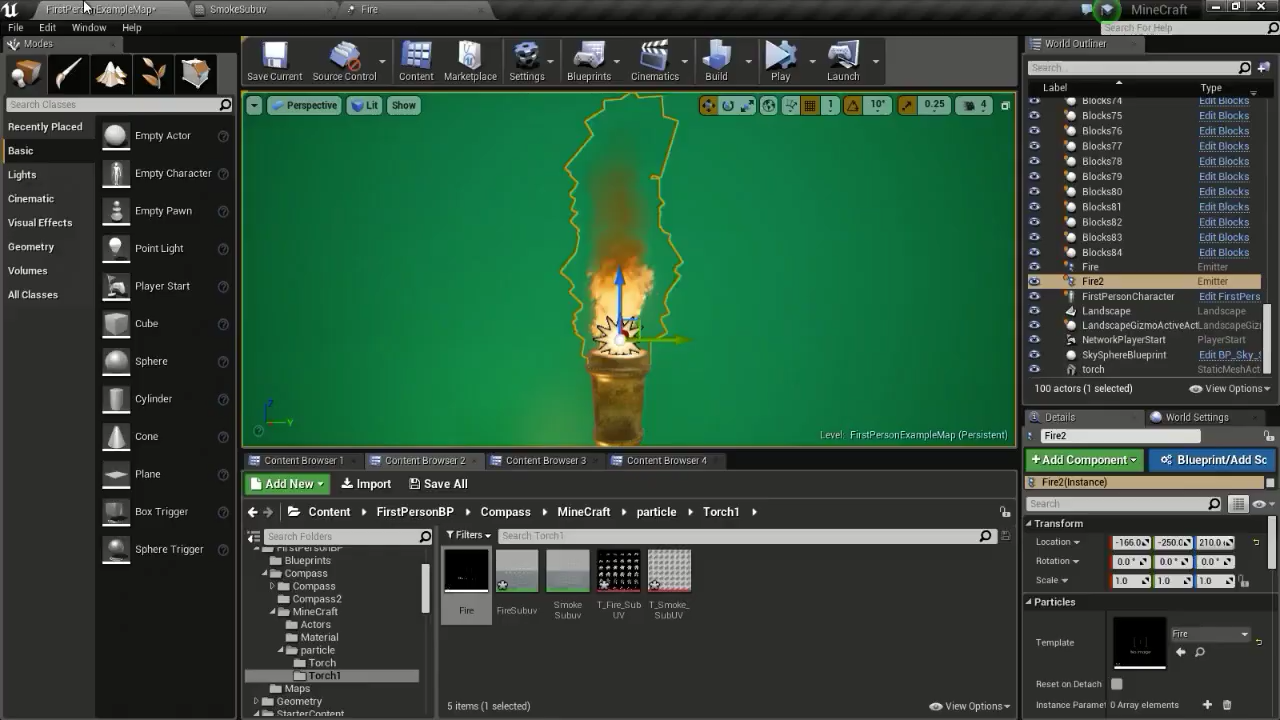 FirstPersonExampleMap*
SmokeSubuv
Fire
MineCraft
File
Edit
Window
Help
Search For Help
Modes
Save Current
Source Control
Content
Marketplace
Settings
Blueprints
Cinematics
Build
Play
Launch
World Outliner
Search...
Label
Type
Search Classes
Recently Placed
Basic
Lights
Cinematic
Visual Effects
Geometry
Volumes
All Classes
Empty Actor
Empty Character
Empty Pawn
Point Light
Player Start
Cube
Sphere
Cylinder
Cone
Plane
Box Trigger
Sphere Trigger
Perspective
Lit
Show
10°
0.25
4
Z
Y
Level: FirstPersonExampleMap (Persistent)
Blocks74 Edit Blocks
Blocks75 Edit Blocks
Blocks76 Edit Blocks
Blocks77 Edit Blocks
Blocks78 Edit Blocks
Blocks79 Edit Blocks
Blocks80 Edit Blocks
Blocks81 Edit Blocks
Blocks82 Edit Blocks
Blocks83 Edit Blocks
Blocks84 Edit Blocks
Fire Emitter
Fire2 Emitter
FirstPersonCharacter Edit FirstPers
Landscape Landscape
LandscapeGizmoActiveAct LandscapeGiz
NetworkPlayerStart PlayerStart
SkySphereBlueprint Edit BP_Sky_S
torch StaticMeshAct
100 actors (1 selected)
View Options
Content Browser 1
Content Browser 2
Content Browser 3
Content Browser 4
Add New
Import
Save All
Content
FirstPersonBP
Compass
MineCraft
particle
Torch1
Search Folders
Filters
Search Torch1
FirstPersonBP
Blueprints
Compass
Compass
Compass2
MineCraft
Actors
Material
particle
Torch
Torch1
Maps
Geometry
StarterContent
Fire
FireSubuv
Smoke
Subuv
T_Fire_Sub
UV
T_Smoke_
SubUV
5 items (1 selected)
View Options
Details
World Settings
Fire2
+Add Component
Blueprint/Add Sc
Fire2(Instance)
Search
Transform
Location
-166.0
-250.0
210.0
Rotation
0.0 °
0.0 °
0.0 °
Scale
1.0
1.0
1.0
Particles
Template
Fire
Reset on Detach
Instance Paramet
0 Array elements